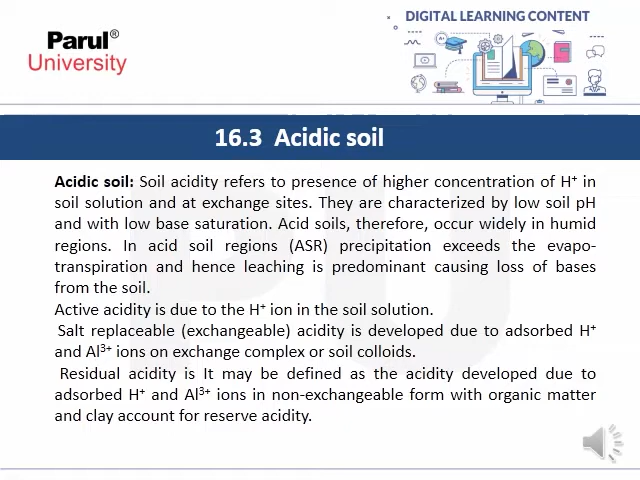 DIGITAL LEARNING CONTENT
Parul®
University
16.3 Acidic soil
Acidic soil: Soil acidity refers to presence of higher concentration of H⁺ in
soil solution and at exchange sites. They are characterized by low soil pH
and with low base saturation. Acid soils, therefore, occur widely in humid
regions. In acid soil regions (ASR) precipitation exceeds the evapo-
transpiration and hence leaching is predominant causing loss of bases
from the soil.
Active acidity is due to the H⁺ ion in the soil solution.
Salt replaceable (exchangeable) acidity is developed due to adsorbed H⁺
and Al³⁺ ions on exchange complex or soil colloids.
Residual acidity is It may be defined as the acidity developed due to
adsorbed H⁺ and Al³⁺ ions in non-exchangeable form with organic matter
and clay account for reserve acidity.